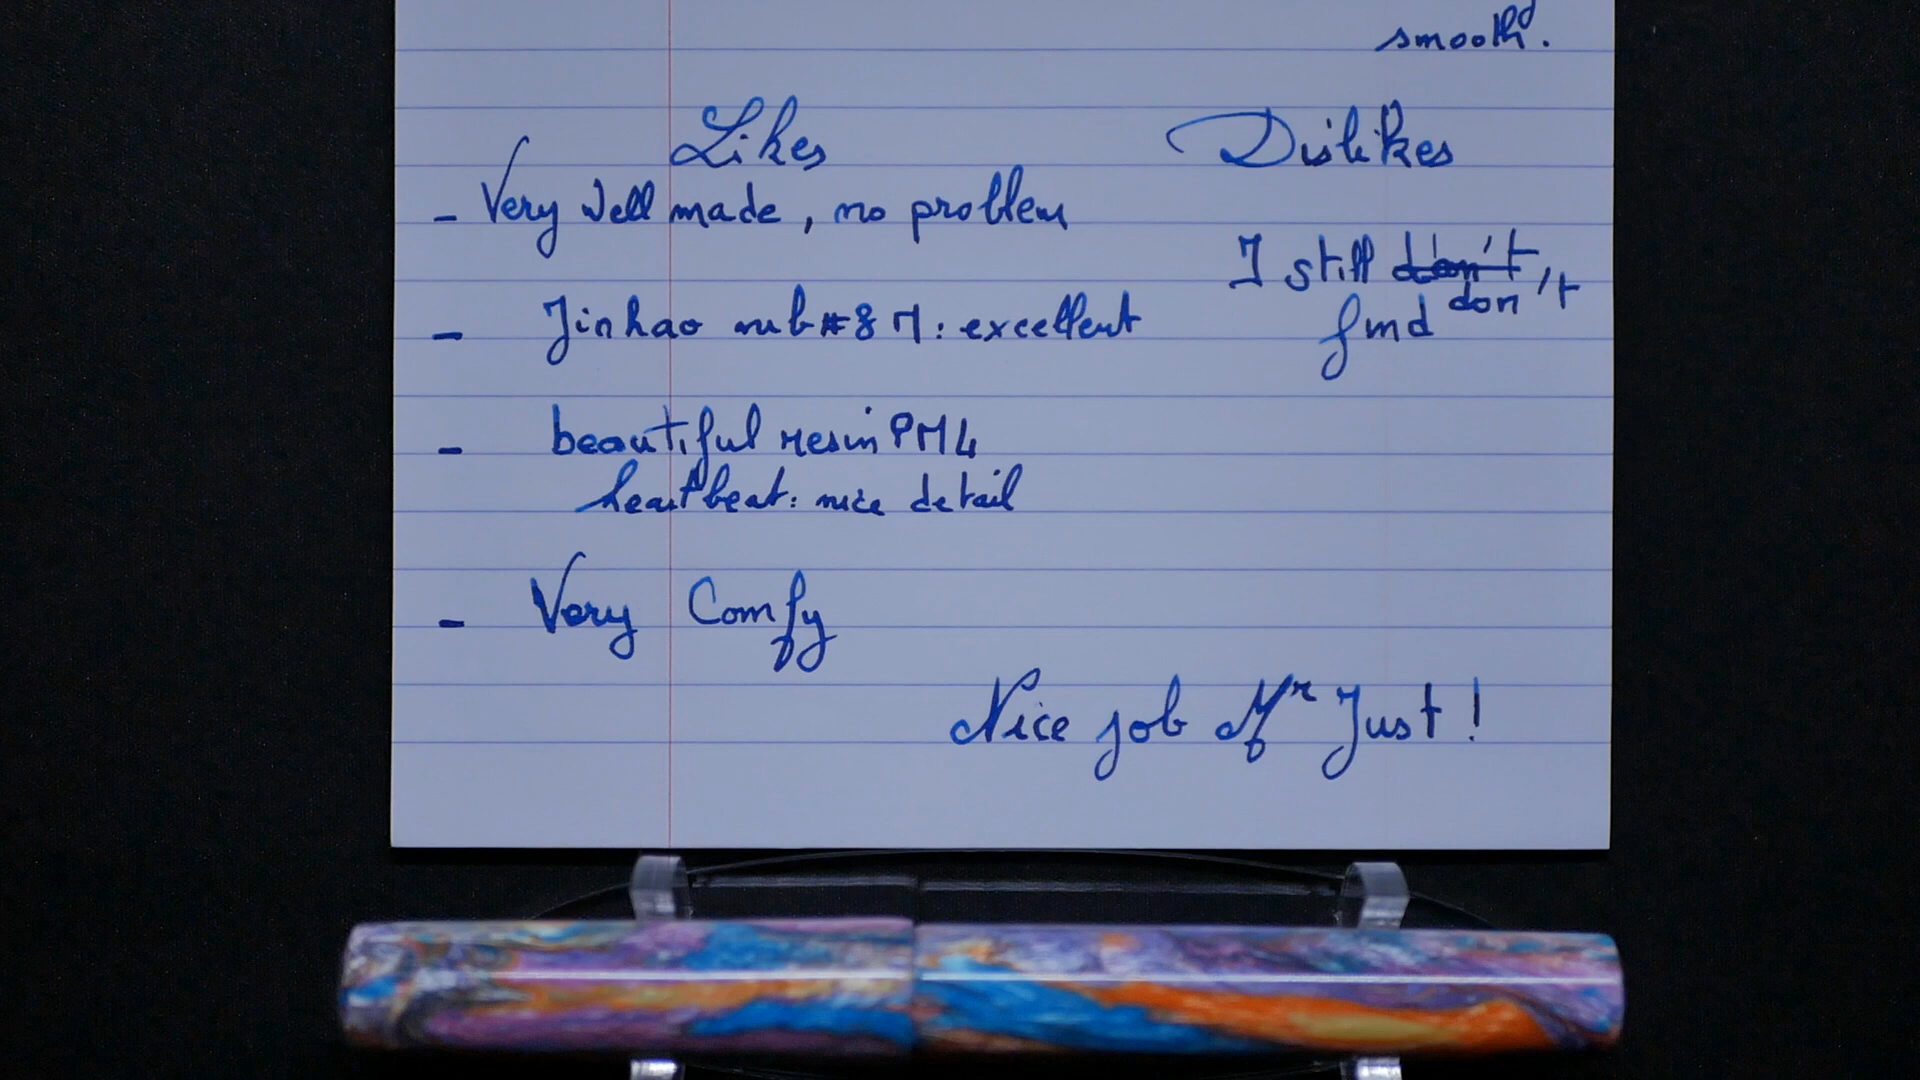 smooth.
Likes
Dislikes
- Very well made, no problem
I still don't
don't
find
- Jinhao nib #8 M: excellent
- beautiful resin PM4
heartbeat: nice detail
- Very Comfy
Nice job Mr Just!